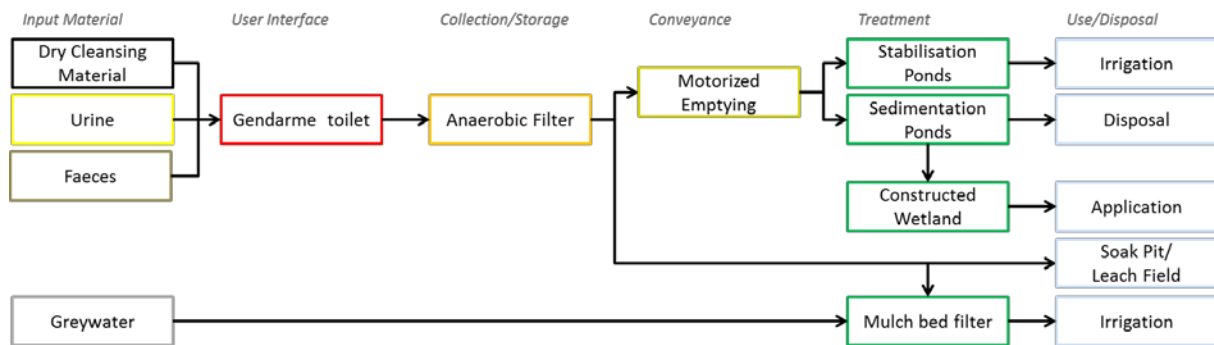 Input Material
User Interface
Collection/Storage
Conveyance
Treatment
Use/Disposal
Dry Cleansing
Material
Urine
Faeces
Gendarme toilet
Anaerobic Filter
Motorized
Emptying
Stabilisation
Ponds
Irrigation
Sedimentation
Ponds
Disposal
Constructed
Wetland
Application
Soak Pit/
Leach Field
Greywater
Mulch bed filter
Irrigation